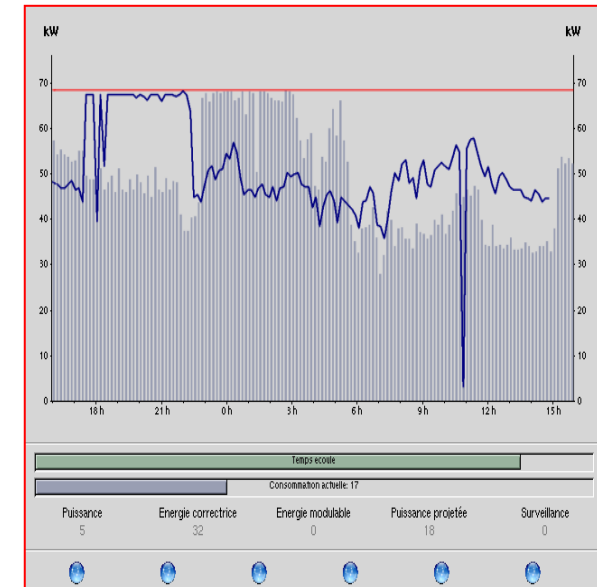 kW kW
70 70
60 60
50 50
40 40
30 30
20 20
10 10
0 0
18 h 21 h 0 h 3 h 6 h 9 h 12 h 15 h
Temps ecoule
Consommation actuelle: 17
Puissance Energie correctrice Energie modulable Puissance projetée Surveillance
5 32 0 18 0